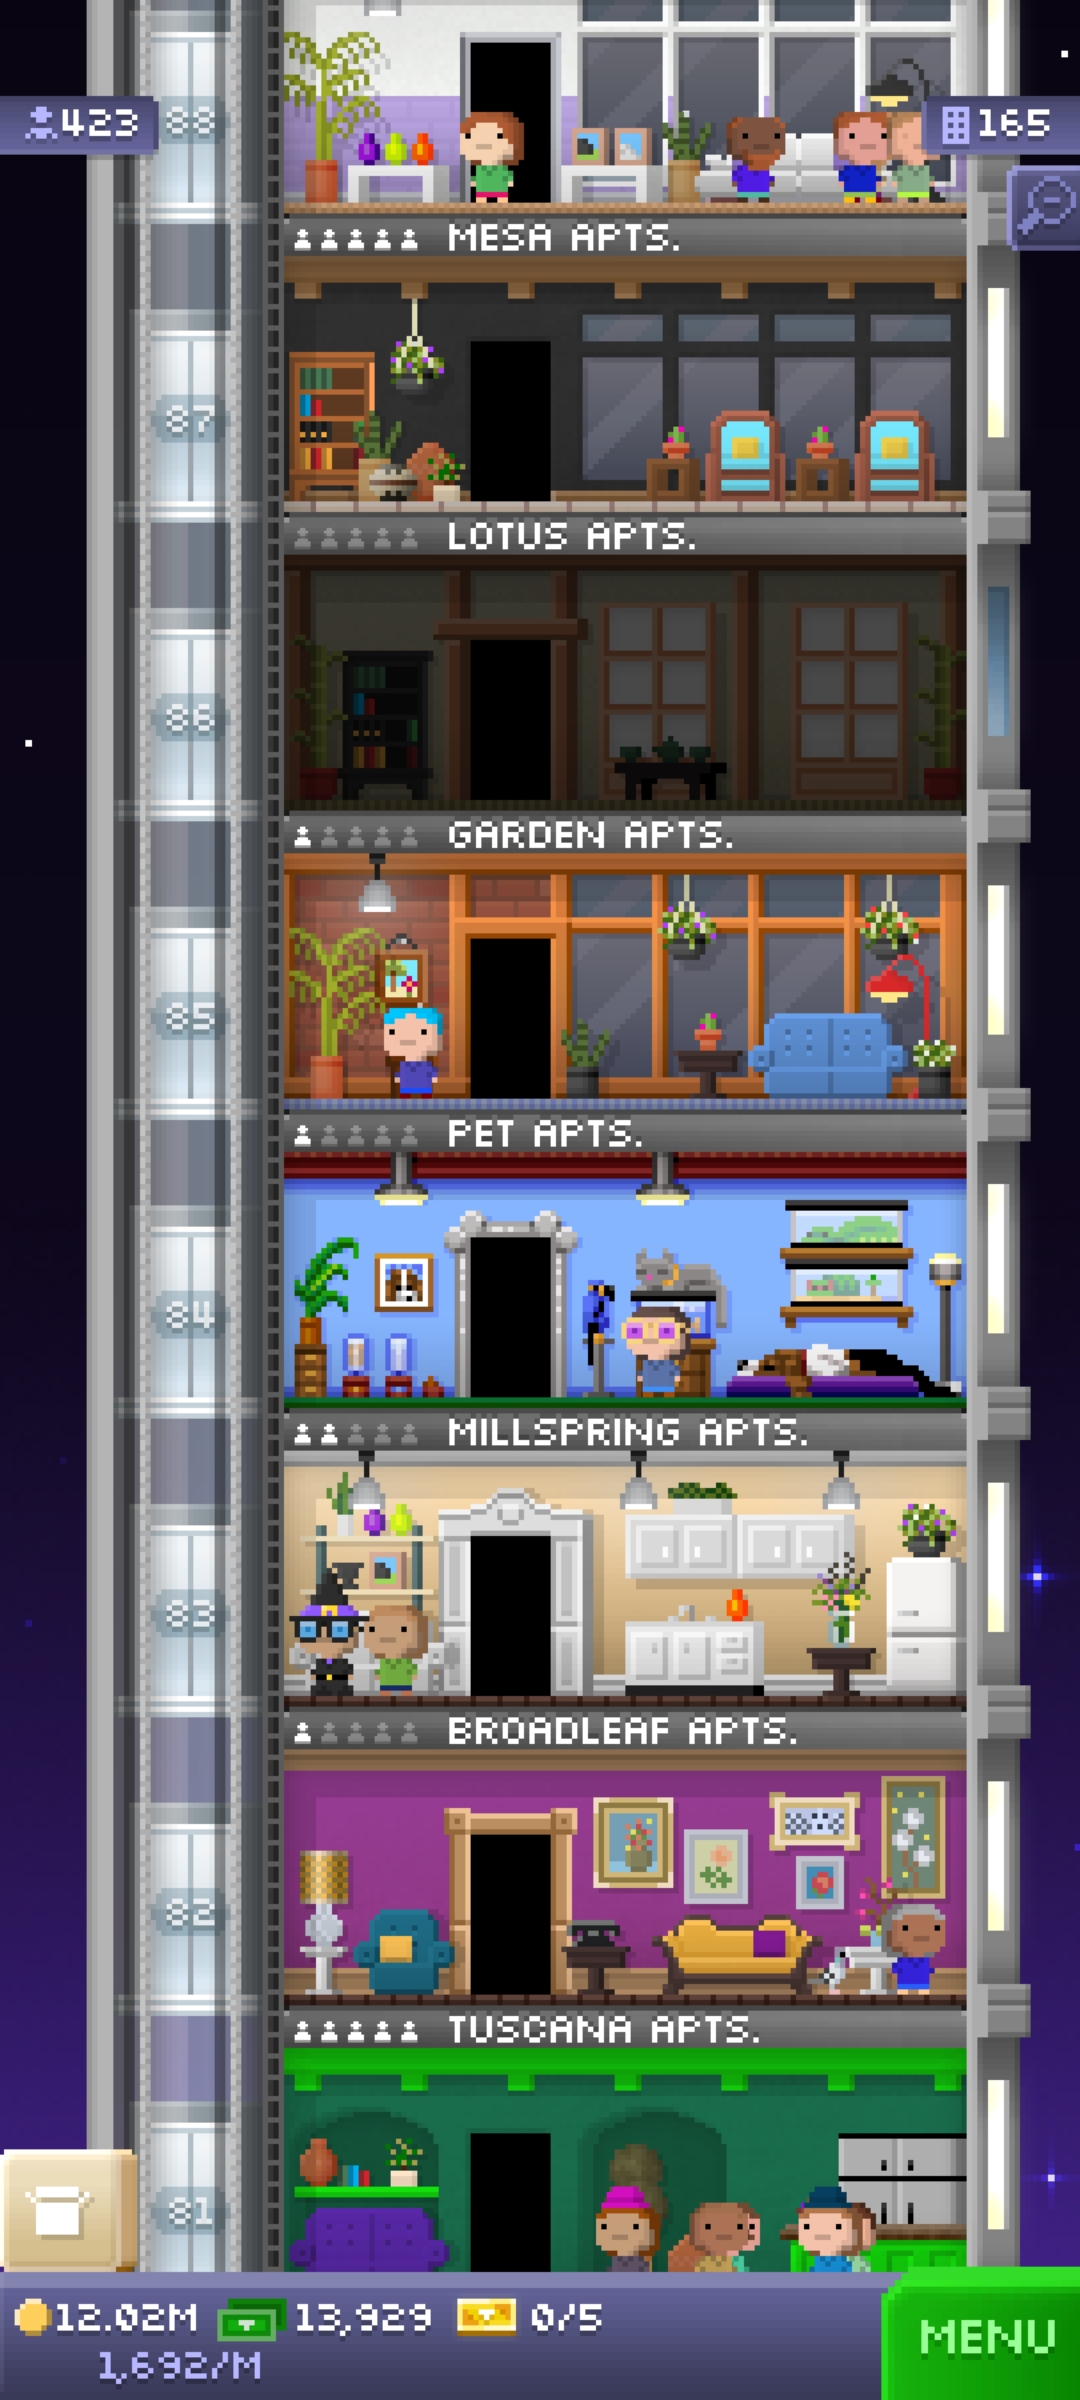 423
88
165
MESA APTS.
87
LOTUS APTS.
86
GARDEN APTS.
85
PET APTS.
84
MILLSPRING APTS.
83
BROADLEAF APTS.
82
TUSCANA APTS.
81
12.02M 13,929 0/5
1,692/M
MENU